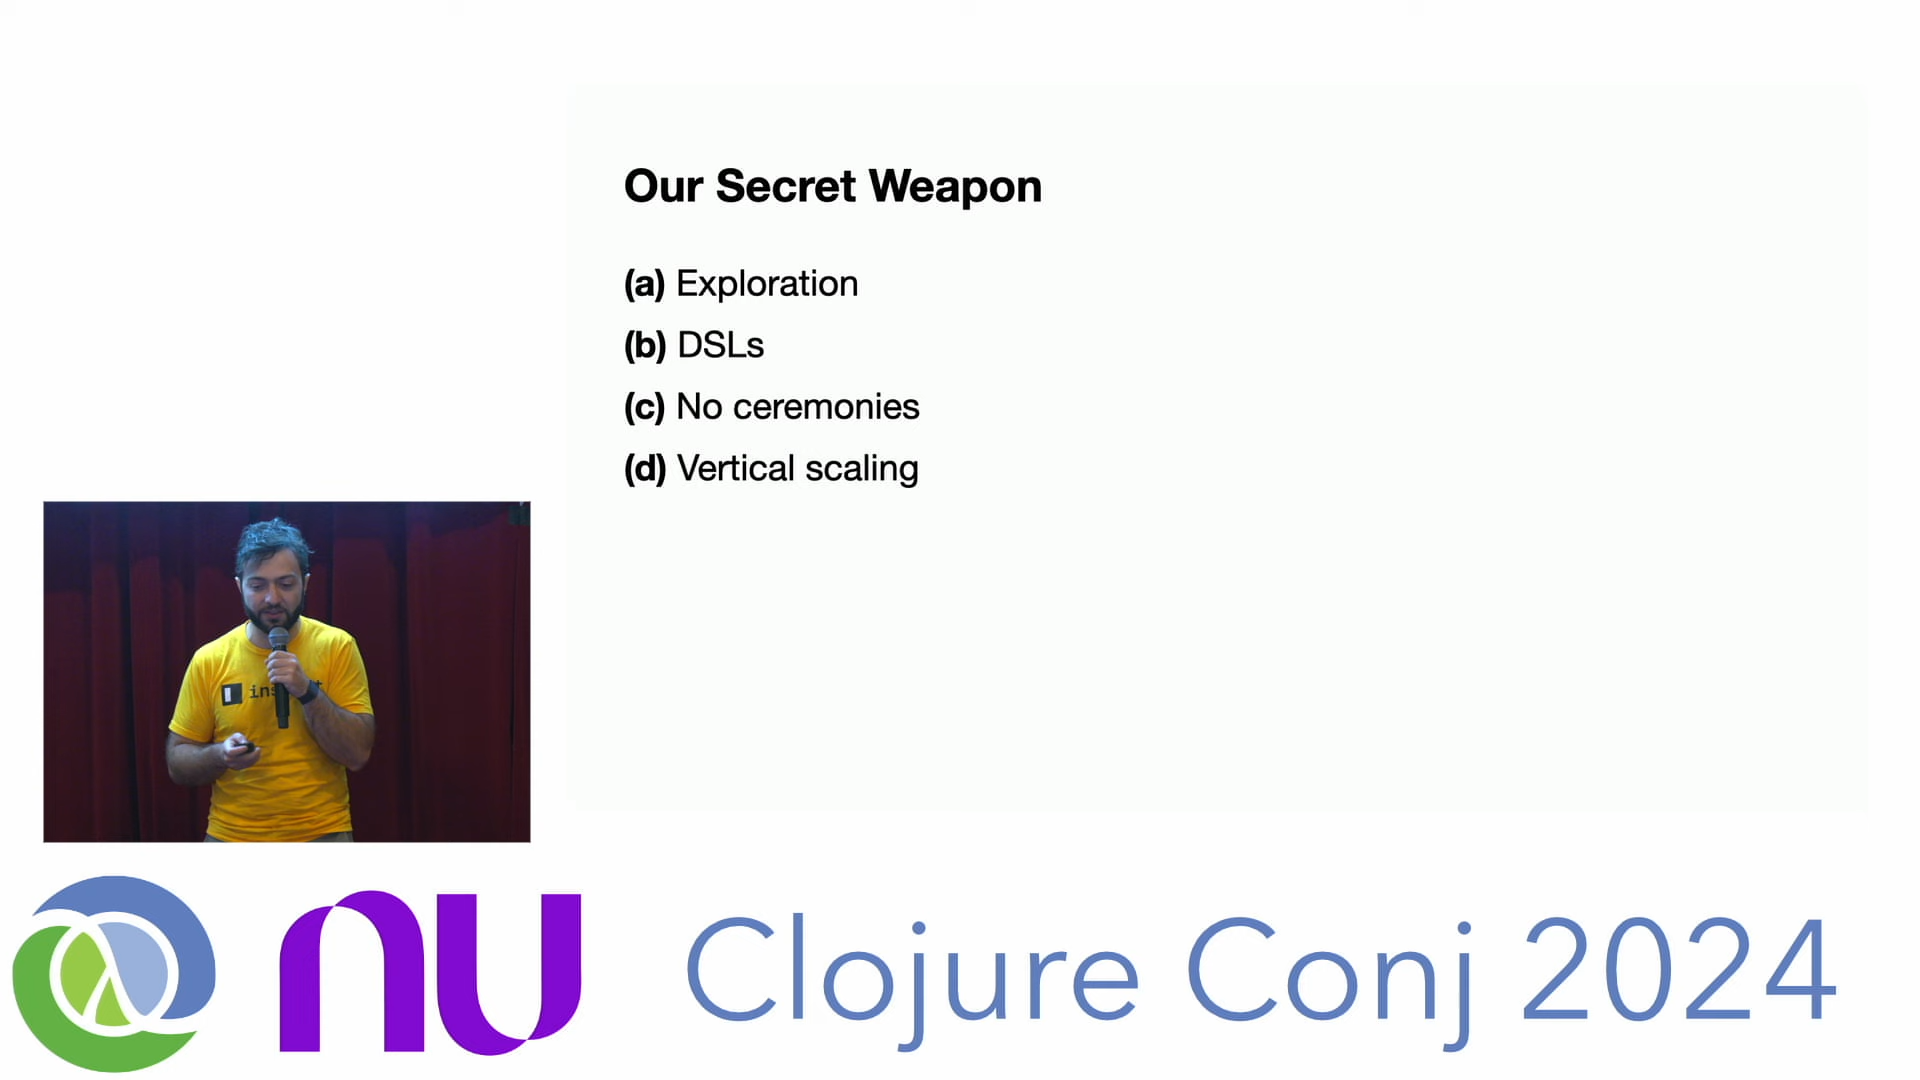 Our Secret Weapon
(a) Exploration
(b) DSLs
(c) No ceremonies
(d) Vertical scaling
nu
Clojure Conj 2024